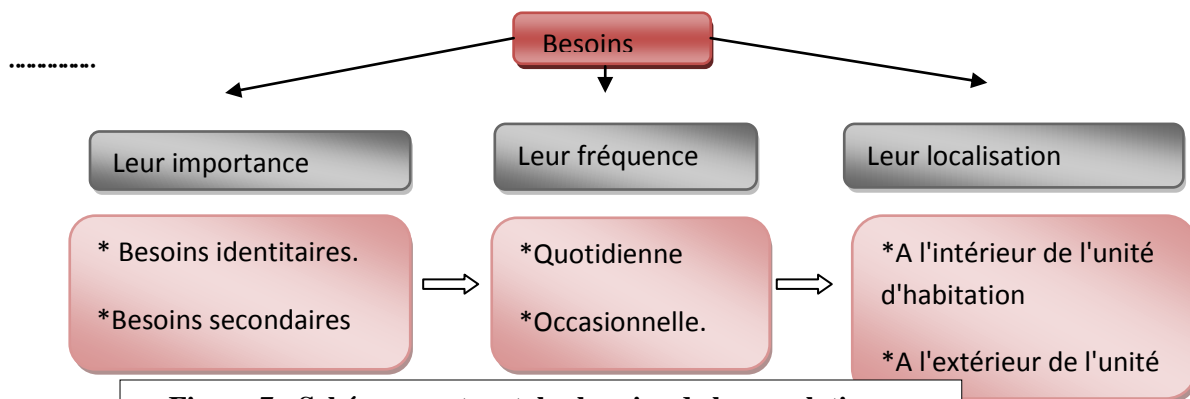 Besoins
................
Leur importance
Leur fréquence
Leur localisation
* Besoins identitaires.
*Besoins secondaires
*Quotidienne
*Occasionnelle.
*A l'intérieur de l'unité
d'habitation
*A l'extérieur de l'unité